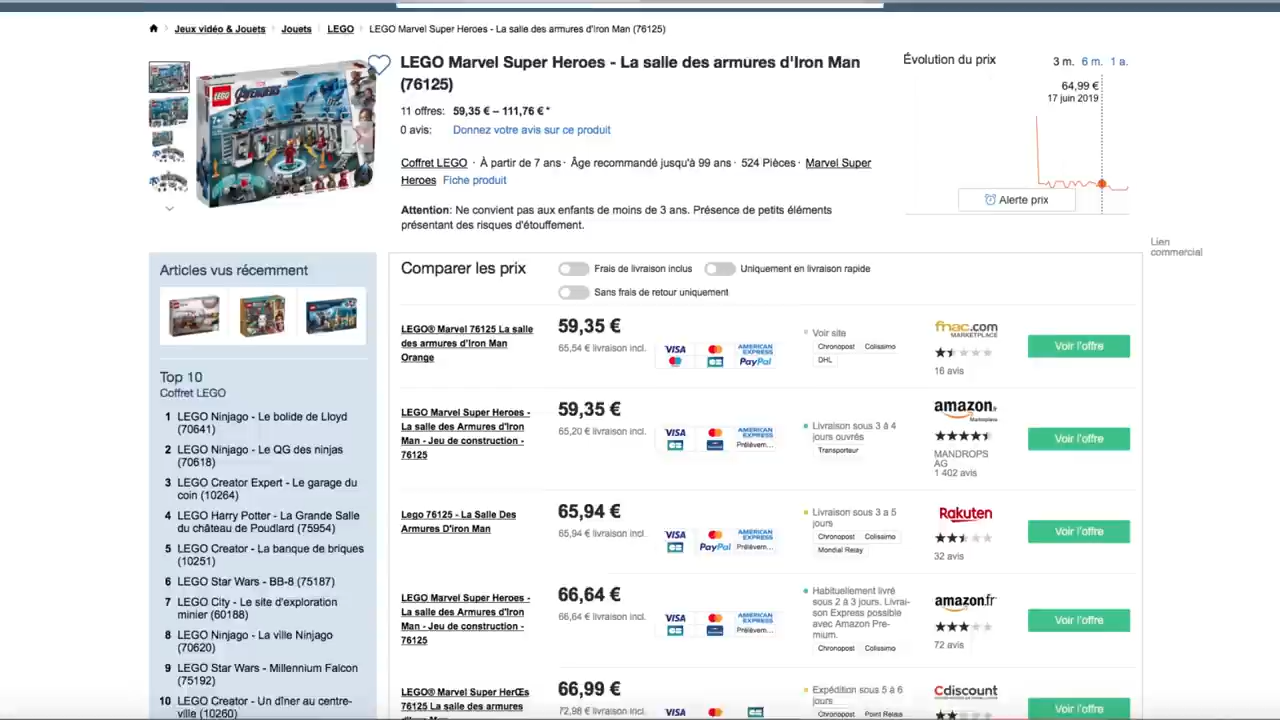 Jeux vidéo & Jouets Jouets LEGO LEGO Marvel Super Heroes - La salle des armures d'Iron Man (76125)
LEGO Marvel Super Heroes - La salle des armures d'Iron Man
(76125)
11 offres: 59,35 € – 111,76 € *
0 avis: Donnez votre avis sur ce produit
Coffret LEGO · À partir de 7 ans · Âge recommandé jusqu'à 99 ans · 524 Pièces · Marvel Super
Heroes Fiche produit
Attention: Ne convient pas aux enfants de moins de 3 ans. Présence de petits éléments
présentant des risques d'étouffement.
Évolution du prix
3 m. 6 m. 1 a.
64,99 €
17 juin 2019
Alerte prix
Lien
commercial
LEGO
AVENGERS
Articles vus récemment
Top 10
Coffret LEGO
1 LEGO Ninjago - Le bolide de Lloyd
(70641)
2 LEGO Ninjago - Le QG des ninjas
(70618)
3 LEGO Creator Expert - Le garage du
coin (10264)
4 LEGO Harry Potter - La Grande Salle
du château de Poudlard (75954)
5 LEGO Creator - La banque de briques
(10251)
6 LEGO Star Wars - BB-8 (75187)
7 LEGO City - Le site d'exploration
minier (60188)
8 LEGO Ninjago - La ville Ninjago
(70620)
9 LEGO Star Wars - Millennium Falcon
(75192)
10 LEGO Creator - Un dîner au centre-
ville (10260)
Comparer les prix
Frais de livraison inclus Uniquement en livraison rapide
Sans frais de retour uniquement
LEGO® Marvel 76125 La salle
des armures d'Iron Man
Orange
59,35 €
65,54 € livraison incl.
VISA AMERICAN EXPRESS
PayPal
Voir site
Chronopost Colissimo
DHL
fnac.com
MARKETPLACE
16 avis
Voir l'offre
LEGO Marvel Super Heroes -
La salle des Armures d'Iron
Man - Jeu de construction -
76125
59,35 €
65,20 € livraison incl.
VISA AMERICAN EXPRESS
Prélèvem...
Livraison sous 3 à 4
jours ouvrés
Transporteur
amazon.fr
Marketplace
MANDROPS
AG
1 402 avis
Voir l'offre
Lego 76125 - La Salle Des
Armures D'iron Man
65,94 €
65,94 € livraison incl.
VISA AMERICAN EXPRESS
PayPal Prélèvem...
Livraison sous 3 à 5
jours
Chronopost Colissimo
Mondial Relay
Rakuten
32 avis
Voir l'offre
LEGO Marvel Super Heroes -
La salle des Armures d'Iron
Man - Jeu de construction -
76125
66,64 €
66,64 € livraison incl.
VISA AMERICAN EXPRESS
Prélèvem...
Habituellement livré
sous 2 à 3 jours. Livrai-
son Express possible
avec Amazon Pre-
mium.
Chronopost Colissimo
amazon.fr
72 avis
Voir l'offre
LEGO® Marvel Super HerŒs
76125 La salle des armures
66,99 €
72,98 € livraison incl.
VISA
Expédition sous 5 à 6
jours
Chronopost Point Relais
Cdiscount
Voir l'offre